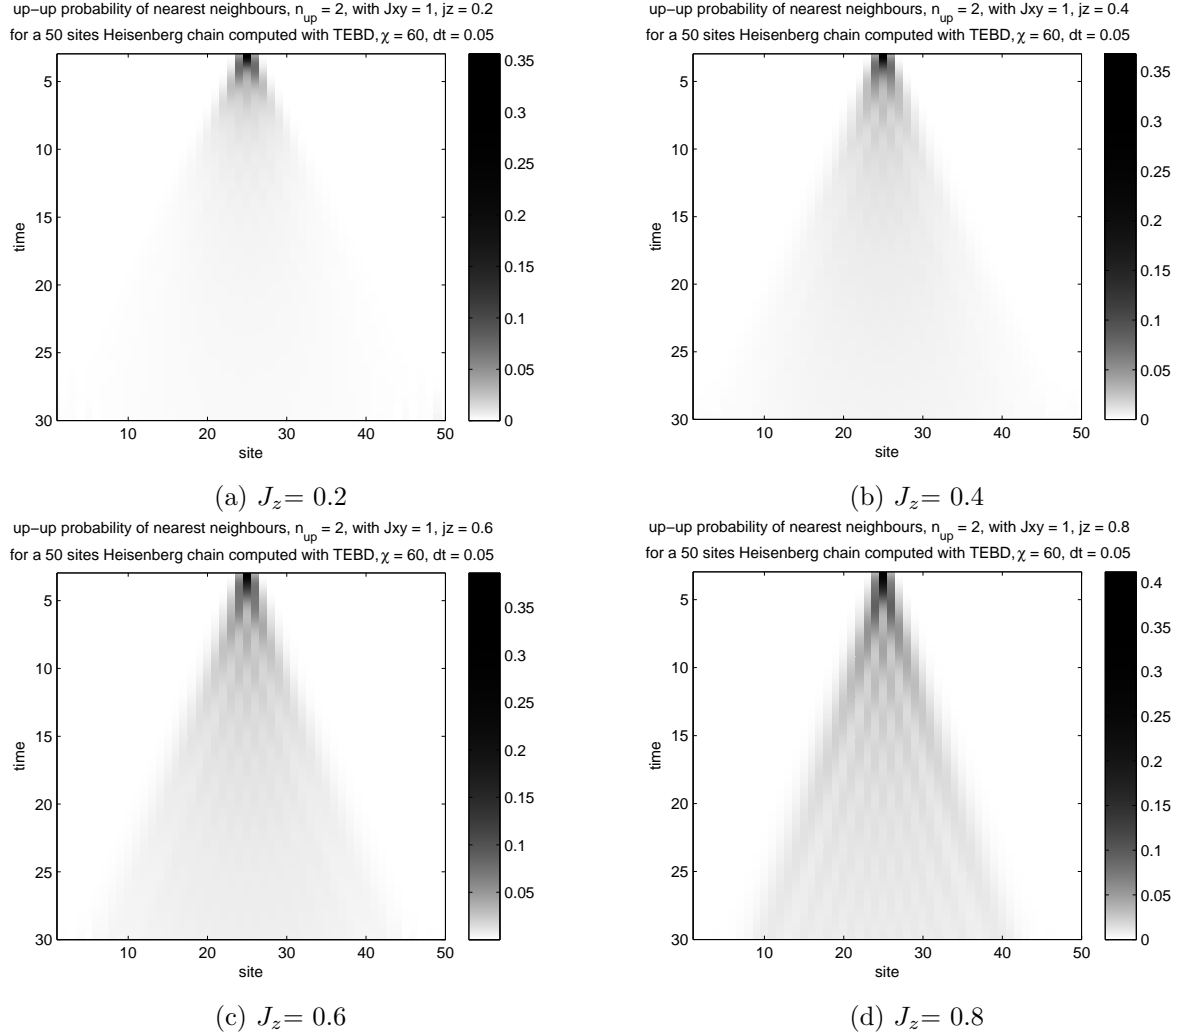 up-up probability of nearest neighbours, n_up = 2, with Jxy = 1, jz = 0.2
for a 50 sites Heisenberg chain computed with TEBD, χ = 60, dt = 0.05
time
5
10
15
20
25
30
10 20 30 40 50
site
0.35
0.3
0.25
0.2
0.15
0.1
0.05
0
(a) J_z= 0.2
up-up probability of nearest neighbours, n_up = 2, with Jxy = 1, jz = 0.4
for a 50 sites Heisenberg chain computed with TEBD, χ = 60, dt = 0.05
time
5
10
15
20
25
30
10 20 30 40 50
site
0.35
0.3
0.25
0.2
0.15
0.1
0.05
0
(b) J_z= 0.4
up-up probability of nearest neighbours, n_up = 2, with Jxy = 1, jz = 0.6
for a 50 sites Heisenberg chain computed with TEBD, χ = 60, dt = 0.05
time
5
10
15
20
25
30
10 20 30 40 50
site
0.35
0.3
0.25
0.2
0.15
0.1
0.05
(c) J_z= 0.6
up-up probability of nearest neighbours, n_up = 2, with Jxy = 1, jz = 0.8
for a 50 sites Heisenberg chain computed with TEBD, χ = 60, dt = 0.05
time
5
10
15
20
25
30
10 20 30 40 50
site
0.4
0.35
0.3
0.25
0.2
0.15
0.1
0.05
0
(d) J_z= 0.8